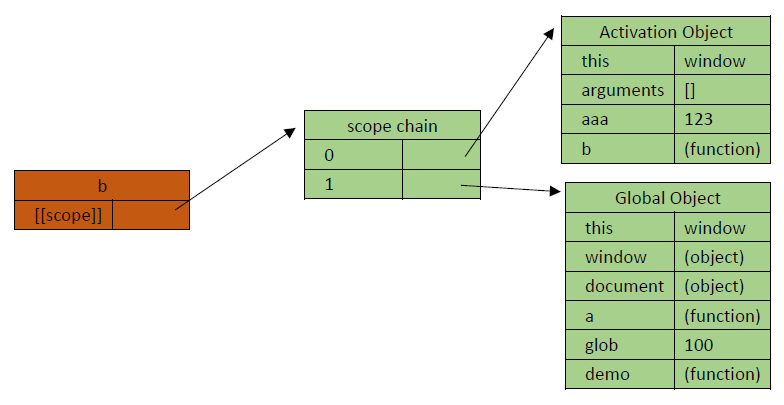 b
[[scope]]
scope chain
0
1
Activation Object
this window
arguments []
aaa 123
b (function)
Global Object
this window
window (object)
document (object)
a (function)
glob 100
demo (function)